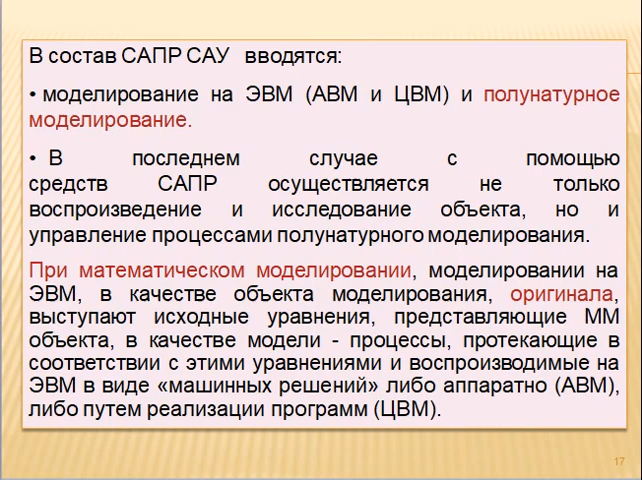 В состав САПР САУ вводятся:
• моделирование на ЭВМ (АВМ и ЦВМ) и полунатурное
моделирование.
• В последнем случае с помощью
средств САПР осуществляется не только
воспроизведение и исследование объекта, но и
управление процессами полунатурного моделирования.
При математическом моделировании, моделировании на
ЭВМ, в качестве объекта моделирования, оригинала,
выступают исходные уравнения, представляющие ММ
объекта, в качестве модели - процессы, протекающие в
соответствии с этими уравнениями и воспроизводимые на
ЭВМ в виде «машинных решений» либо аппаратно (АВМ),
либо путем реализации программ (ЦВМ).
17